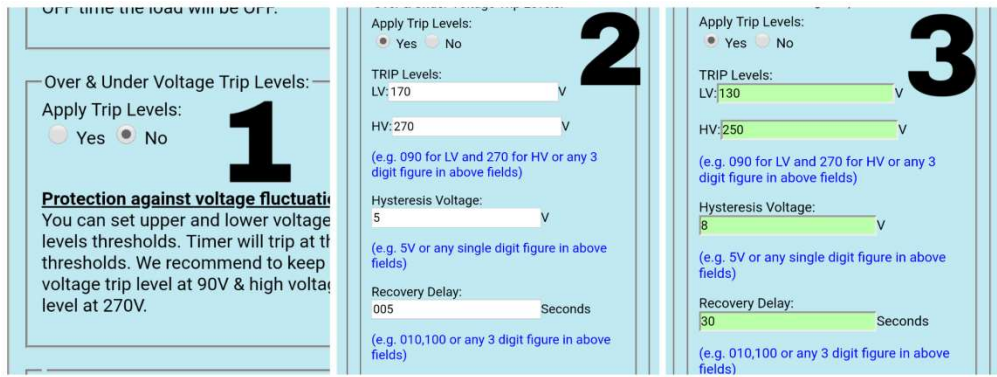 OFF time the load will be OFF.
Over & Under Voltage Trip Levels:
Apply Trip Levels:
Yes No
1
Protection against voltage fluctuati
You can set upper and lower voltage
levels thresholds. Timer will trip at th
thresholds. We recommend to keep
voltage trip level at 90V & high voltag
level at 270V.
Over & Under Voltage Trip Levels:
Apply Trip Levels:
Yes No
2
TRIP Levels:
LV: 170 V
HV: 270 V
(e.g. 090 for LV and 270 for HV or any 3
digit figure in above fields)
Hysteresis Voltage:
5 V
(e.g. 5V or any single digit figure in above
fields)
Recovery Delay:
005 Seconds
(e.g. 010,100 or any 3 digit figure in above
fields)
Apply Trip Levels:
Yes No
3
TRIP Levels:
LV: 130 V
HV: 250 V
(e.g. 090 for LV and 270 for HV or any 3
digit figure in above fields)
Hysteresis Voltage:
8 V
(e.g. 5V or any single digit figure in above
fields)
Recovery Delay:
30 Seconds
(e.g. 010,100 or any 3 digit figure in above
fields)